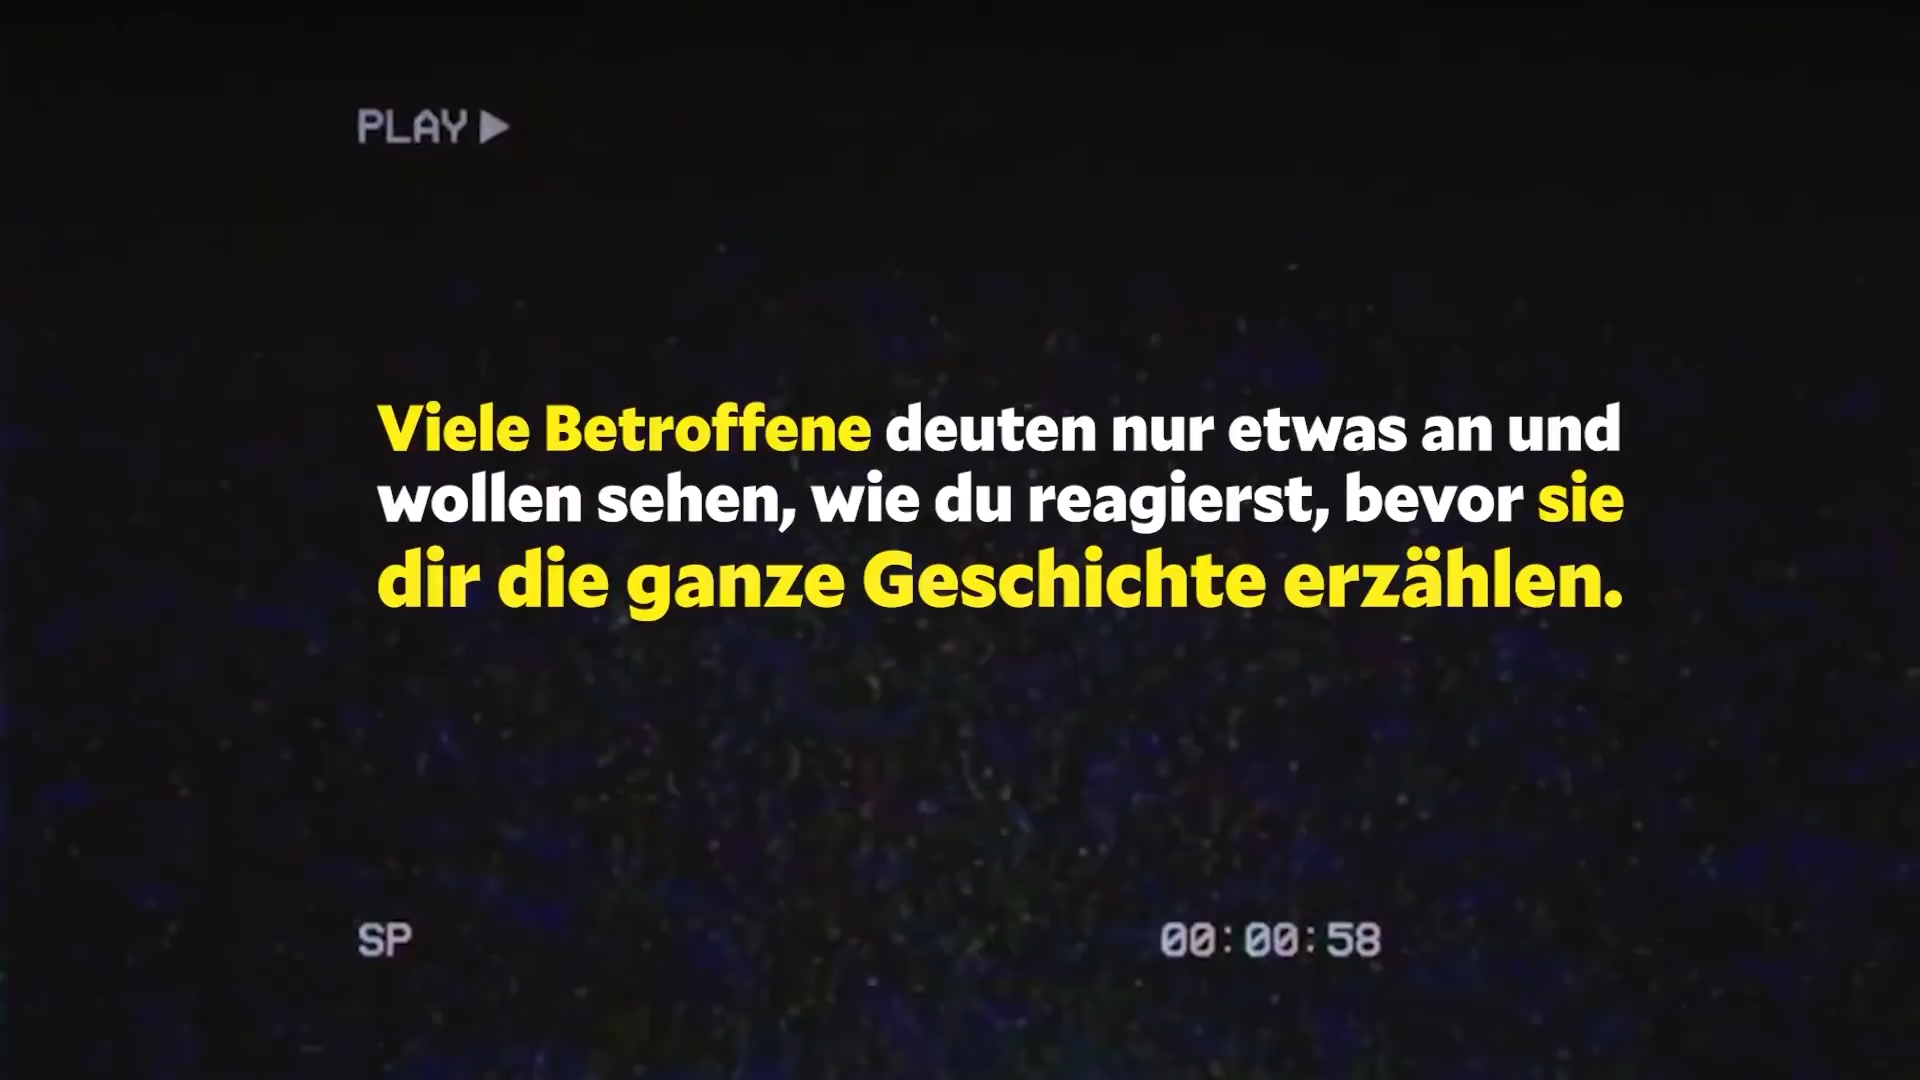 PLAY
Viele Betroffene deuten nur etwas an und
wollen sehen, wie du reagierst, bevor sie
dir die ganze Geschichte erzählen.
SP 00:00:58